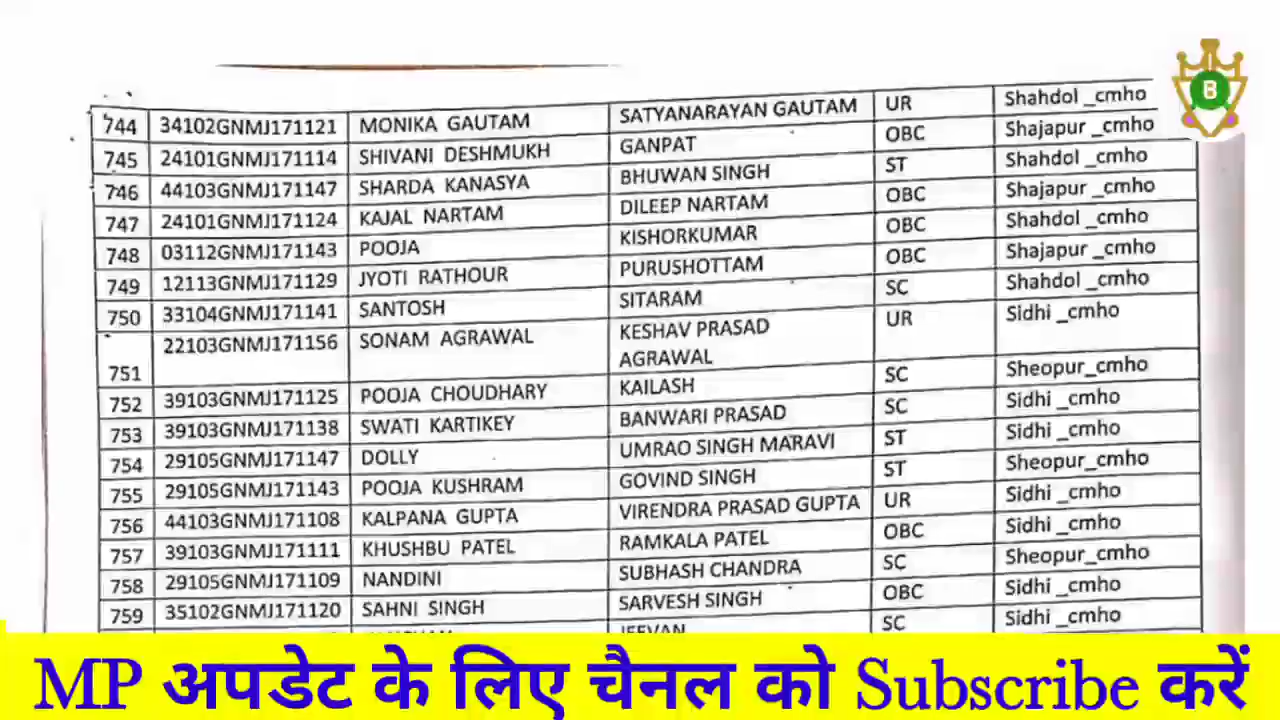 B
744 34102GNMJ171121 MONIKA GAUTAM SATYANARAYAN GAUTAM UR Shahdol _cmho
745 24101GNMJ171114 SHIVANI DESHMUKH GANPAT OBC Shajapur _cmho
746 44103GNMJ171147 SHARDA KANASYA BHUWAN SINGH ST Shahdol _cmho
747 24101GNMJ171124 KAJAL NARTAM DILEEP NARTAM OBC Shajapur _cmho
748 03112GNMJ171143 POOJA KISHORKUMAR OBC Shahdol _cmho
749 12113GNMJ171129 JYOTI RATHOUR PURUSHOTTAM OBC Shajapur _cmho
750 33104GNMJ171141 SANTOSH SITARAM SC Shahdol _cmho
751 22103GNMJ171156 SONAM AGRAWAL KESHAV PRASAD UR Sidhi _cmho
AGRAWAL
752 39103GNMJ171125 POOJA CHOUDHARY KAILASH SC Sheopur_cmho
753 39103GNMJ171138 SWATI KARTIKEY BANWARI PRASAD SC Sidhi _cmho
754 29105GNMJ171147 DOLLY UMRAO SINGH MARAVI ST Sidhi _cmho
755 29105GNMJ171143 POOJA KUSHRAM GOVIND SINGH ST Sheopur_cmho
756 44103GNMJ171108 KALPANA GUPTA VIRENDRA PRASAD GUPTA UR Sidhi _cmho
757 39103GNMJ171111 KHUSHBU PATEL RAMKALA PATEL OBC Sidhi _cmho
758 29105GNMJ171109 NANDINI SUBHASH CHANDRA SC Sheopur_cmho
759 35102GNMJ171120 SAHNI SINGH SARVESH SINGH OBC Sidhi _cmho
JEEVAN SC Sidhi _cmho
MP अपडेट के लिए चैनल को Subscribe करें